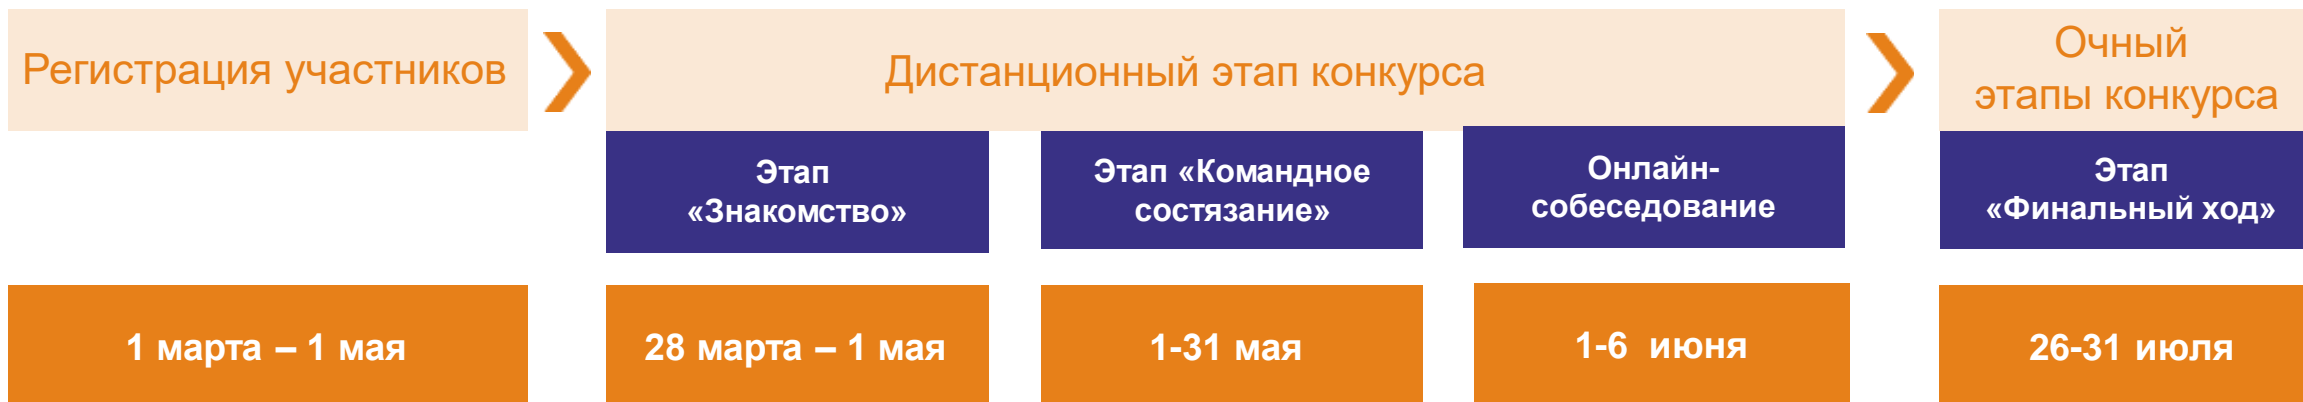 Регистрация участников
Дистанционный этап конкурса
Очный
этапы конкурса
Этап
«Знакомство»
Этап «Командное
состязание»
Онлайн-
собеседование
Этап
«Финальный ход»
1 марта – 1 мая
28 марта – 1 мая
1-31 мая
1-6 июня
26-31 июля